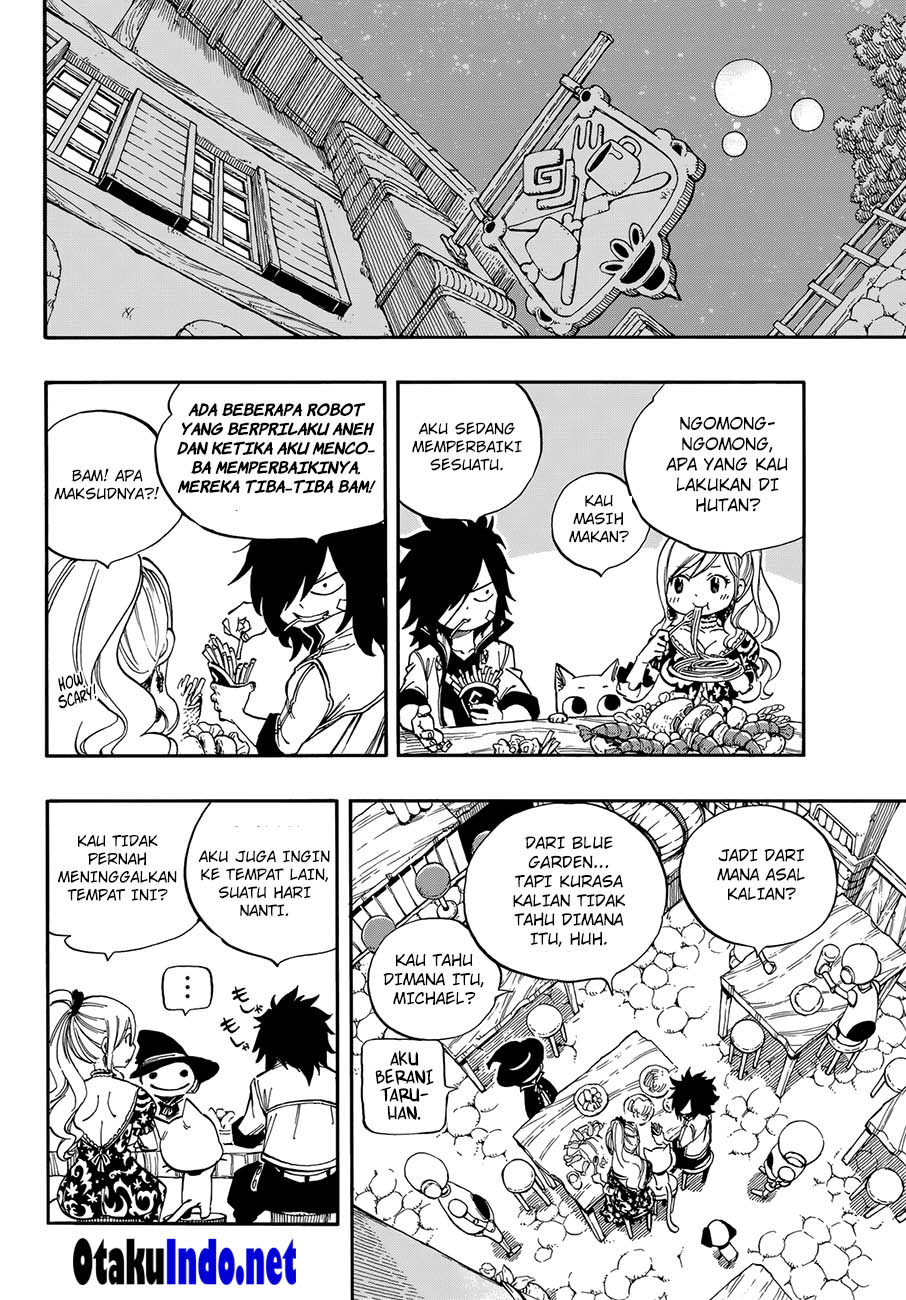 GJ
NGOMONG-
NGOMONG,
APA YANG KAU
LAKUKAN DI
HUTAN?
KAU
MASIH
MAKAN?
AKU SEDANG
MEMPERBAIKI
SESUATU.
ADA BEBERAPA ROBOT
YANG BERPRILAKU ANEH
DAN KETIKA AKU MENCO-
BA MEMPERBAIKINYA,
MEREKA TIBA-TIBA BAM!
BAM! APA
MAKSUDNYA?!
HOW
SCARY!
JADI DARI
MANA ASAL
KALIAN?
DARI BLUE
GARDEN...
TAPI KURASA
KALIAN TIDAK
TAHU DIMANA
ITU, HUH.
KAU TAHU
DIMANA ITU,
MICHAEL?
AKU
BERANI
TARU-
HAN.
AKU JUGA INGIN
KE TEMPAT LAIN,
SUATU HARI
NANTI.
KAU TIDAK
PERNAH
MENINGGALKAN
TEMPAT INI?
...
もしゃ
もしゃ
OtakuIndo.net